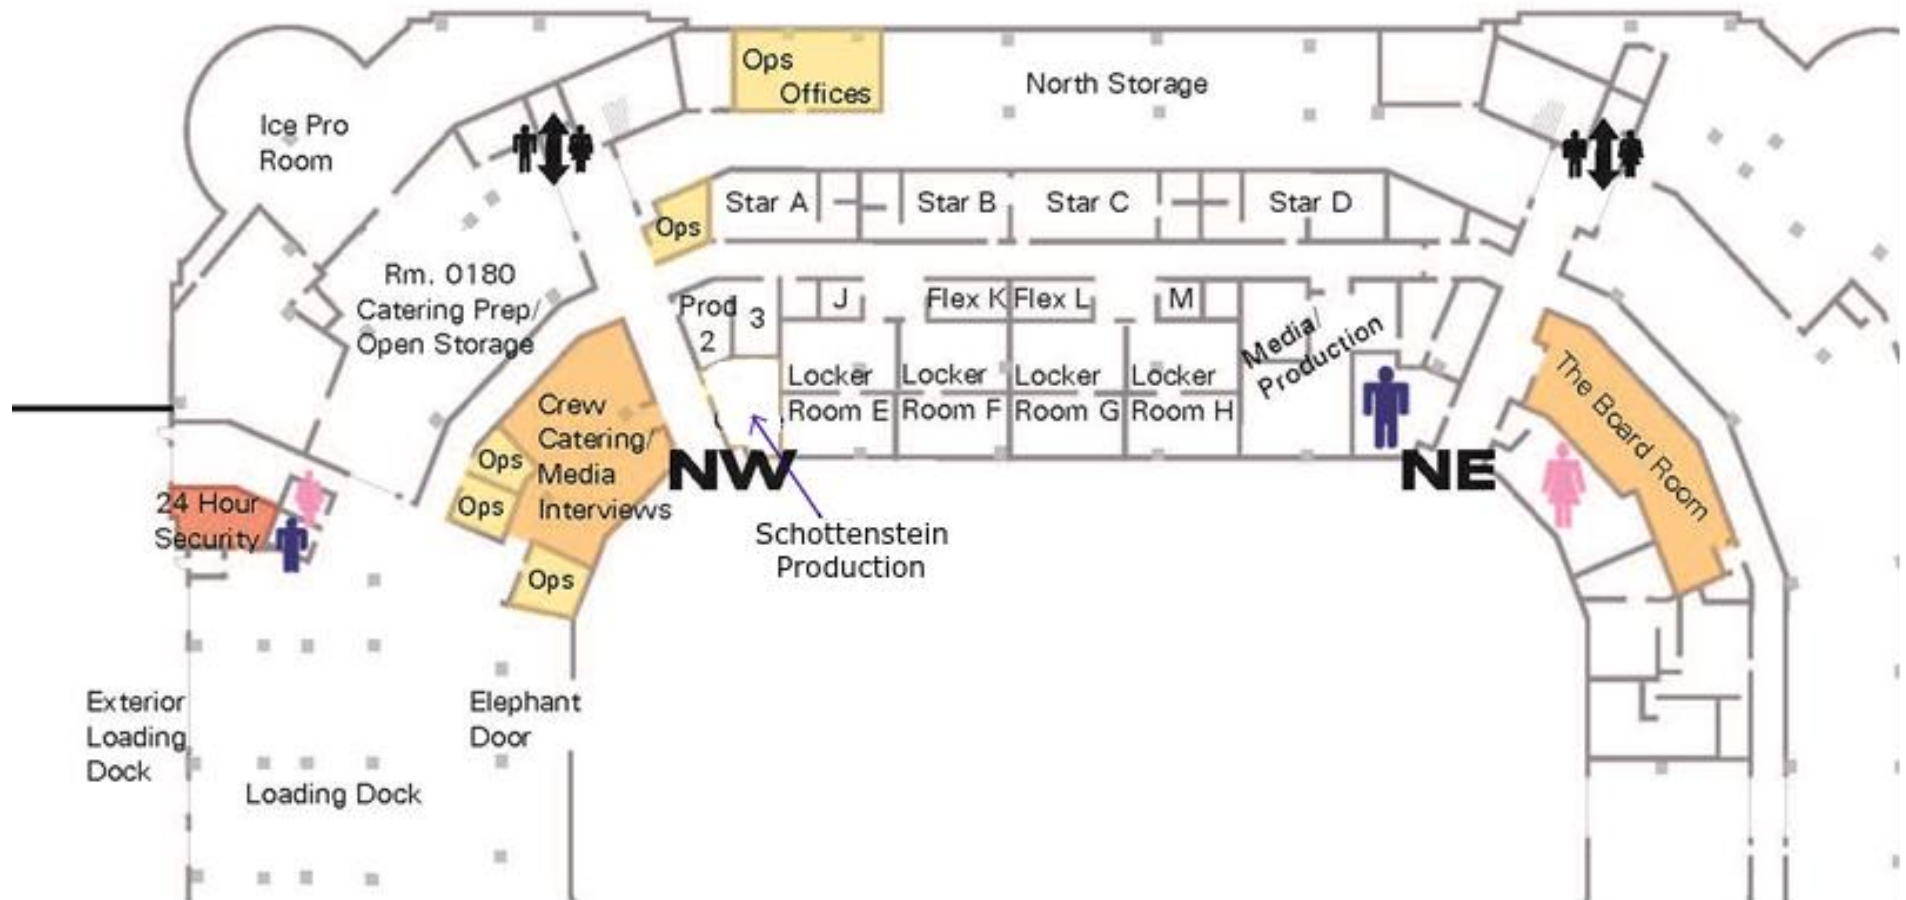 Ops
Offices
North Storage
Ice Pro
Room
Star A
Star B
Star C
Star D
Ops
Rm. 0180
Catering Prep/
Open Storage
Prod
2
3
J
Flex K
Flex L
M
Media/
Production
Locker
Room E
Locker
Room F
Locker
Room G
Locker
Room H
The Board Room
Crew
Catering/
Media
Interviews
Ops
Ops
Ops
NW
NE
24 Hour
Security
Schottenstein
Production
Exterior
Loading
Dock
Elephant
Door
Loading Dock